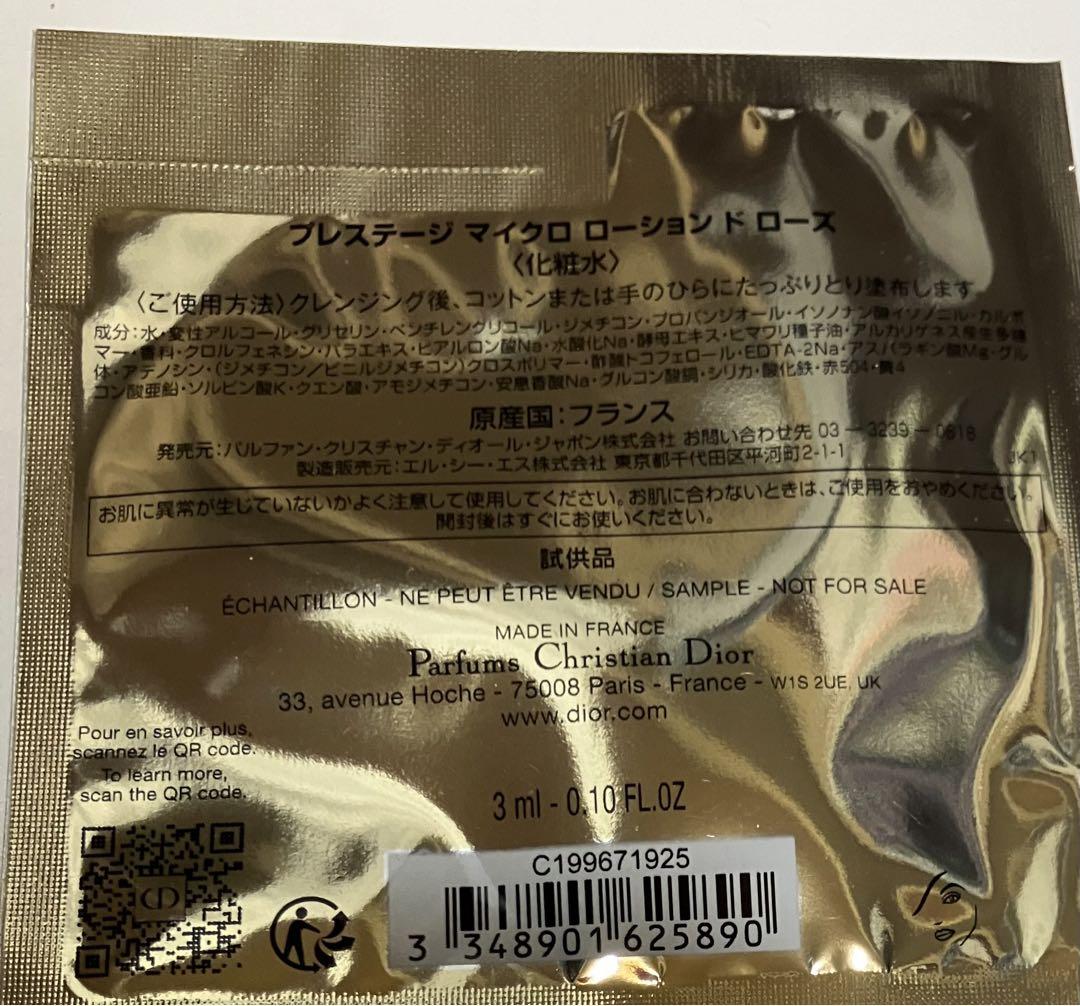 プレステージ マイクロ ローション ド ローズ
〈化粧水〉
〈ご使用方法〉クレンジング後、コットンまたは手のひらにたっぷりとり塗布します
成分:水・変性アルコール・グリセリン・ペンチレングリコール・ジメチコン・プロパンジオール・イソノナン酸イソノニル・カルボ
マー・香料・クロルフェネシン・バラエキス・ヒアルロン酸Na・水酸化Na・酵母エキス・ヒマワリ種子油・アルカリゲネス産生多糖
体・アデノシン・(ジメチコン/ビニルジメチコン)クロスポリマー・酢酸トコフェロール・EDTA-2Na・アスパラギン酸Mg・グル
コン酸亜鉛・ソルビン酸K・クエン酸・アモジメチコン・安息香酸Na・グルコン酸銅・シリカ・酸化鉄・赤504・黄4
原産国:フランス
発売元:パルファン・クリスチャン・ディオール・ジャポン株式会社 お問い合わせ先 03-3239-0618
製造販売元:エル・シー・エス株式会社 東京都千代田区平河町2-1-1
JK1
お肌に異常が生じていないかよく注意して使用してください。お肌に合わないときは、ご使用をおやめください。
開封後はすぐにお使いください。
試供品
ÉCHANTILLON - NE PEUT ÊTRE VENDU / SAMPLE - NOT FOR SALE
MADE IN FRANCE
Parfums Christian Dior
33, avenue Hoche - 75008 Paris - France - W1S 2UE, UK
www.dior.com
Pour en savoir plus,
scannez le QR code.
To learn more,
scan the QR code.
3 ml - 0.10 FL.OZ
CD
C199671925
3 348901 625890